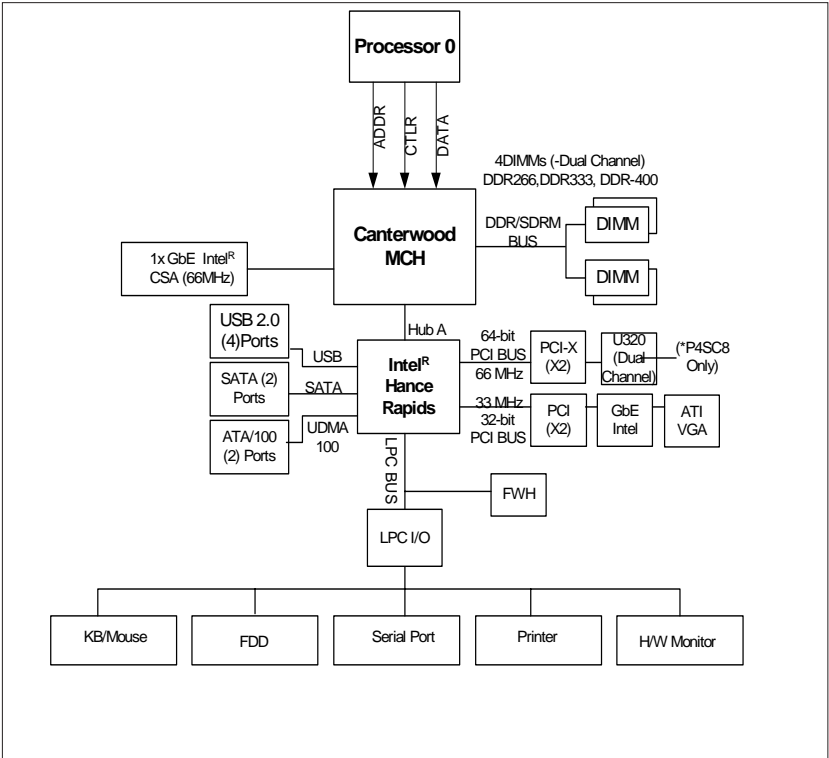 Processor 0
ADDR
CTLR
DATA
4DIMMs (-Dual Channel)
DDR266,DDR333, DDR-400
Canterwood
MCH
DDR/SDRM
BUS
DIMM
DIMM
1x GbE Intel^R
CSA (66MHz)
Hub A
USB 2.0
(4)Ports
USB
SATA (2)
Ports
SATA
ATA/100
(2) Ports
UDMA
100
Intel^R
Hance
Rapids
64-bit
PCI BUS
66 MHz
PCI-X
(X2)
U320
(Dual
Channel)
(*P4SC8
Only)
33 MHz
32-bit
PCI BUS
PCI
(X2)
GbE
Intel
ATI
VGA
LPC BUS
FWH
LPC I/O
KB/Mouse
FDD
Serial Port
Printer
H/W Monitor